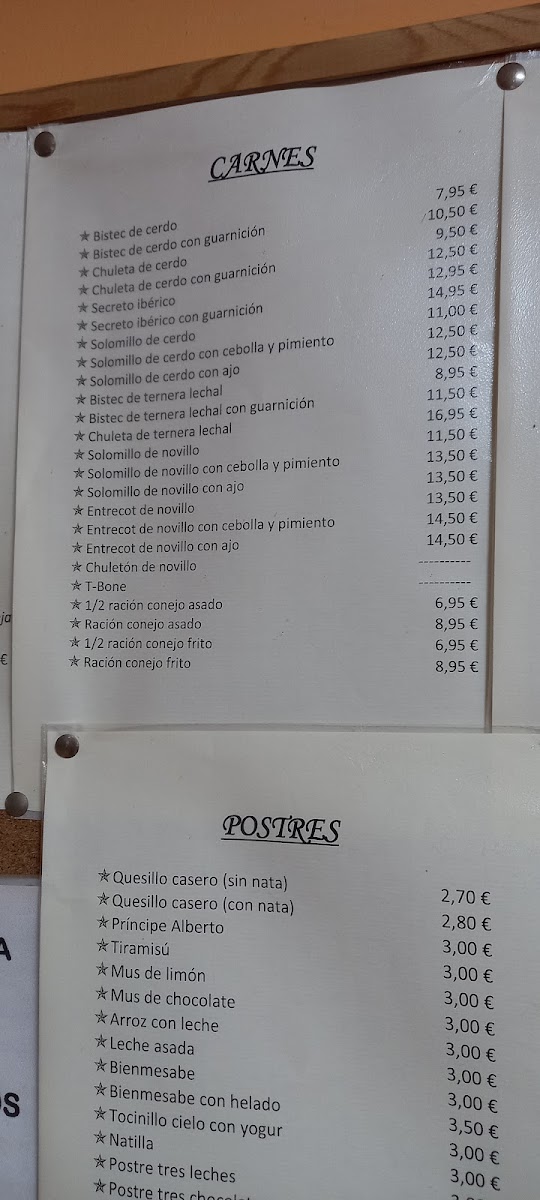 CARNES
✯ Bistec de cerdo 7,95 €
✯ Bistec de cerdo con guarnición 10,50 €
✯ Chuleta de cerdo 9,50 €
✯ Chuleta de cerdo con guarnición 12,50 €
✯ Secreto ibérico 12,95 €
✯ Secreto ibérico con guarnición 14,95 €
✯ Solomillo de cerdo 11,00 €
✯ Solomillo de cerdo con cebolla y pimiento 12,50 €
✯ Solomillo de cerdo con ajo 12,50 €
✯ Bistec de ternera lechal 8,95 €
✯ Bistec de ternera lechal con guarnición 11,50 €
✯ Chuleta de ternera lechal 16,95 €
✯ Solomillo de novillo 11,50 €
✯ Solomillo de novillo con cebolla y pimiento 13,50 €
✯ Solomillo de novillo con ajo 13,50 €
✯ Entrecot de novillo 13,50 €
✯ Entrecot de novillo con cebolla y pimiento 14,50 €
✯ Entrecot de novillo con ajo 14,50 €
✯ Chuletón de novillo ----------
✯ T-Bone ----------
✯ 1/2 ración conejo asado 6,95 €
✯ Ración conejo asado 8,95 €
✯ 1/2 ración conejo frito 6,95 €
✯ Ración conejo frito 8,95 €
POSTRES
✯ Quesillo casero (sin nata) 2,70 €
✯ Quesillo casero (con nata) 2,80 €
✯ Príncipe Alberto 3,00 €
✯ Tiramisú 3,00 €
✯ Mus de limón 3,00 €
✯ Mus de chocolate 3,00 €
✯ Arroz con leche 3,00 €
✯ Leche asada 3,00 €
✯ Bienmesabe 3,00 €
✯ Bienmesabe con helado 3,50 €
✯ Tocinillo cielo con yogur 3,00 €
✯ Natilla 3,00 €
✯ Postre tres leches
✯ Postre tres